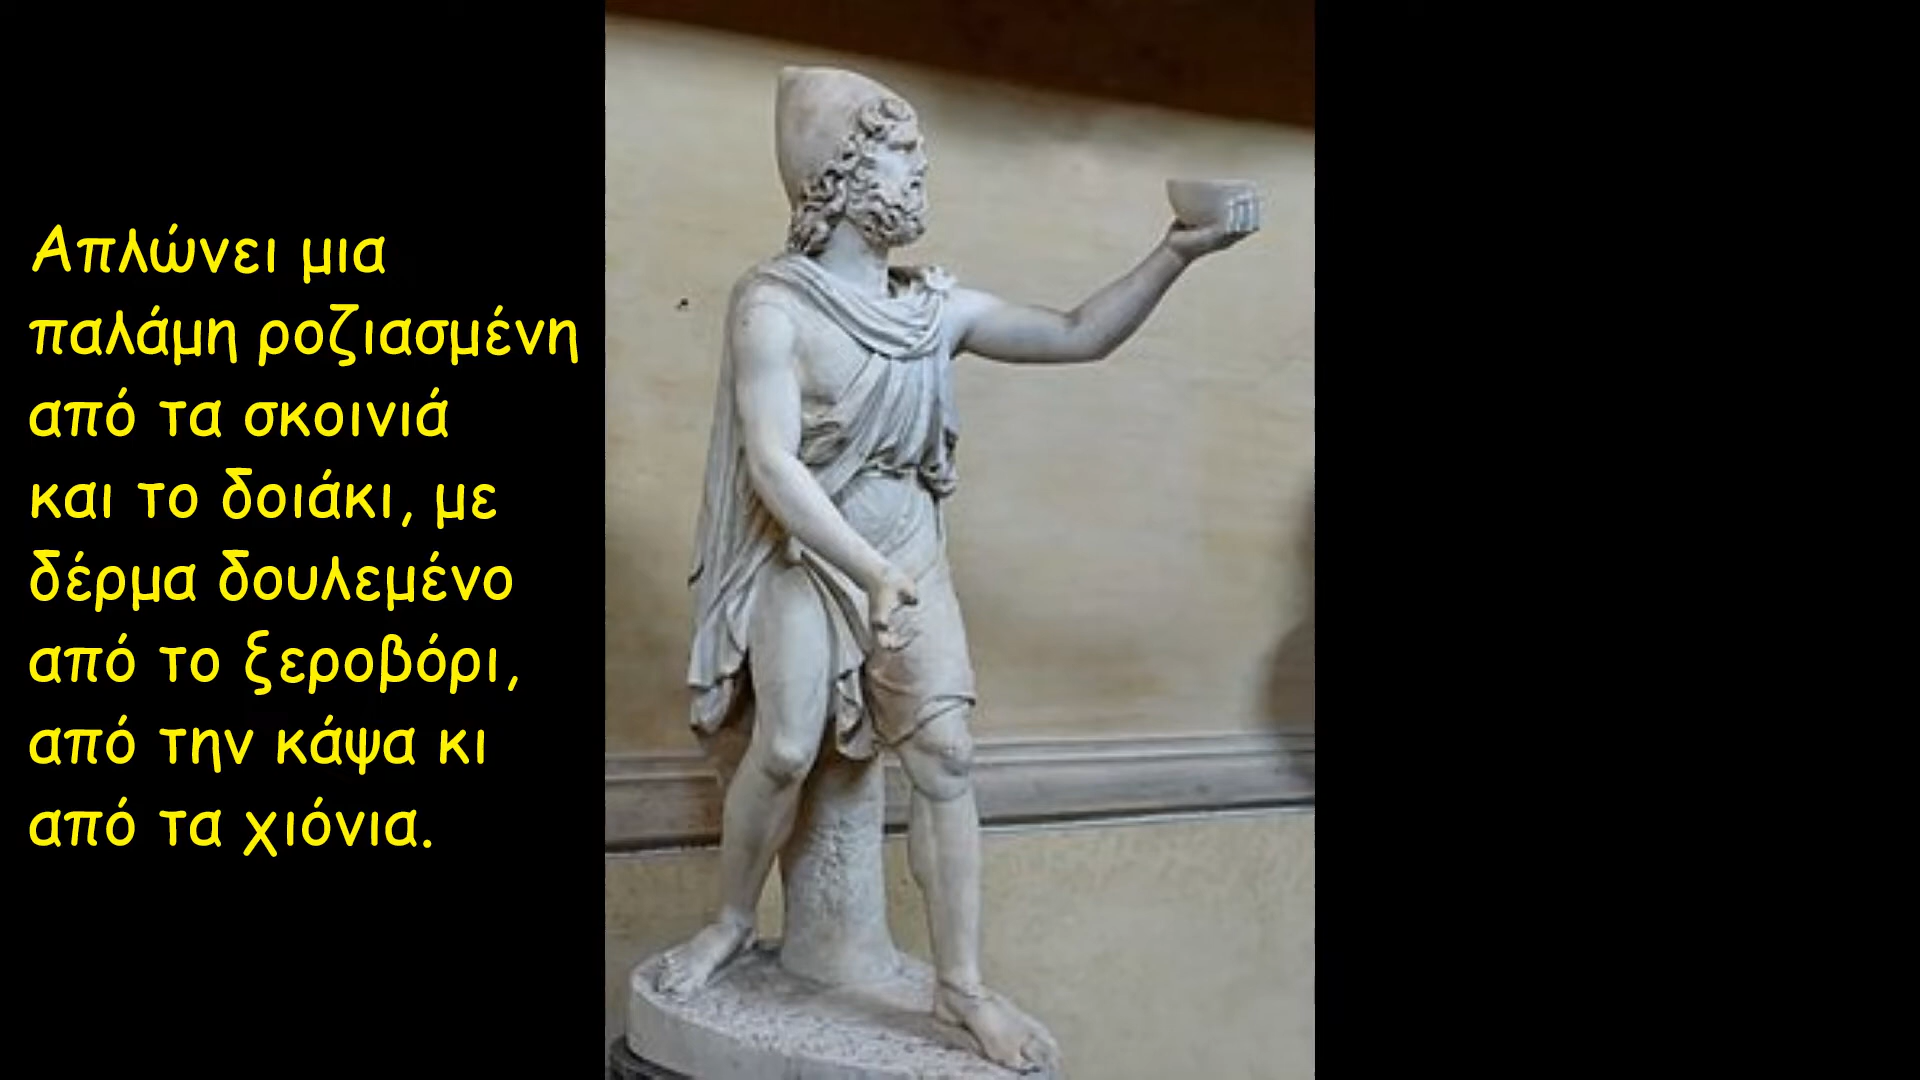 Απλώνει μια
παλάμη ροζιασμένη
από τα σκοινιά
και το δοιάκι, με
δέρμα δουλεμένο
από το ξεροβόρι,
από την κάψα κι
από τα χιόνια.